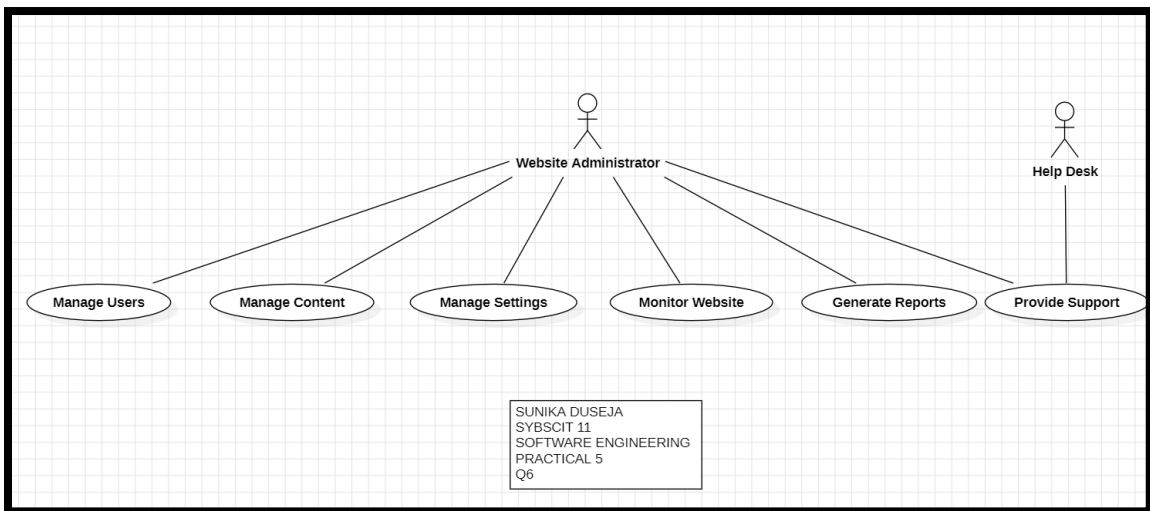 Website Administrator
Help Desk
Manage Users
Manage Content
Manage Settings
Monitor Website
Generate Reports
Provide Support
SUNIKA DUSEJA
SYBSCIT 11
SOFTWARE ENGINEERING
PRACTICAL 5
Q6